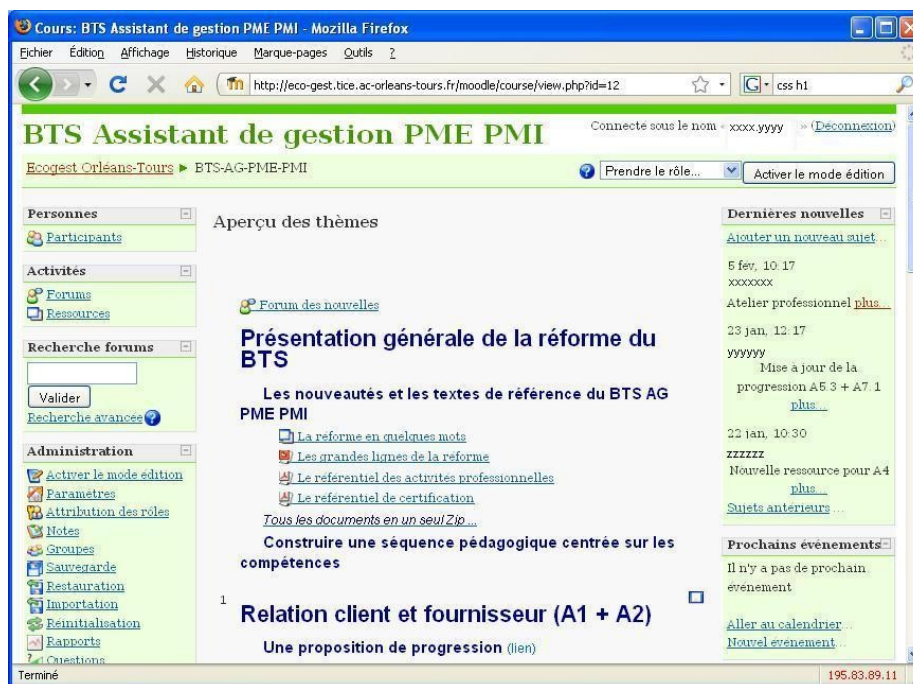 Cours: BTS Assistant de gestion PME PMI - Mozilla Firefox
Fichier Édition Affichage Historique Marque-pages Outils ?
http://eco-gest.tice.ac-orleans-tours.fr/moodle/course/view.php?id=12
G css h1
BTS Assistant de gestion PME PMI
Connecté sous le nom « xxxx.yyyy » (Déconnexion)
Ecogest Orléans-Tours ► BTS-AG-PME-PMI
Prendre le rôle...
Activer le mode édition
Personnes
Participants
Activités
Forums
Ressources
Recherche forums
Valider
Recherche avancée
Administration
Activer le mode édition
Paramètres
Attribution des rôles
Notes
Groupes
Sauvegarde
Restauration
Importation
Réinitialisation
Rapports
Questions
Aperçu des thèmes
Forum des nouvelles
Présentation générale de la réforme du
BTS
Les nouveautés et les textes de référence du BTS AG
PME PMI
La réforme en quelques mots
Les grandes lignes de la réforme
Le référentiel des activités professionnelles
Le référentiel de certification
Tous les documents en un seul Zip ...
Construire une séquence pédagogique centrée sur les
compétences
1
Relation client et fournisseur (A1 + A2)
Une proposition de progression (lien)
Dernières nouvelles
Ajouter un nouveau sujet...
5 fév, 10:17
xxxxxxx
Atelier professionnel plus...
23 jan, 12:17
yyyyyy
Mise à jour de la
progression A5.3 + A7.1
plus...
22 jan, 10:30
zzzzzz
Nouvelle ressource pour A4
plus...
Sujets antérieurs ...
Prochains événements
Il n'y a pas de prochain
événement
Aller au calendrier...
Nouvel événement...
Terminé
195.83.89.11